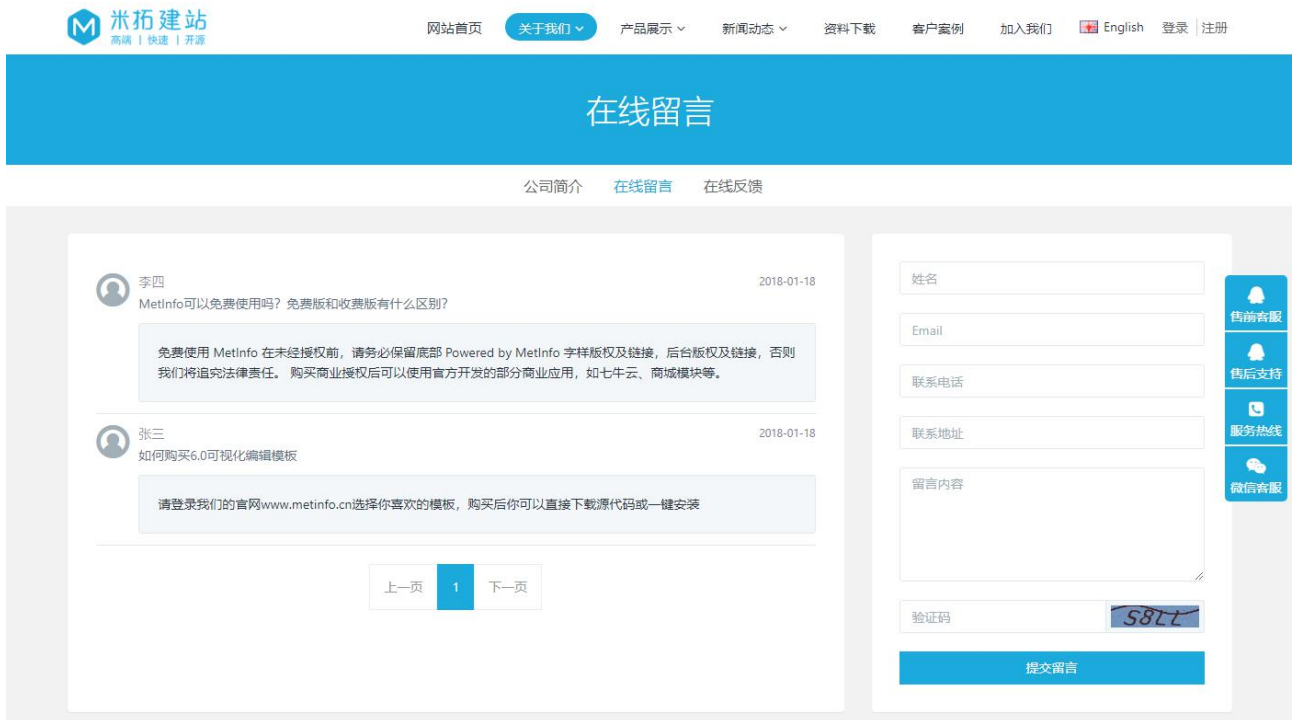 米拓建站
高端 | 快速 | 开源
网站首页 关于我们 产品展示 新闻动态 资料下载 客户案例 加入我们 English 登录 注册
在线留言
公司简介 在线留言 在线反馈
李四 2018-01-18
MetInfo可以免费使用吗？免费版和收费版有什么区别？
免费使用 MetInfo 在未经授权前，请务必保留底部 Powered by MetInfo 字样版权及链接，后台版权及链接，否则
我们将追究法律责任。 购买商业授权后可以使用官方开发的部分商业应用，如七牛云、商城模块等。
张三 2018-01-18
如何购买6.0可视化编辑模板
请登录我们的官网www.metinfo.cn选择你喜欢的模板，购买后你可以直接下载源代码或一键安装
上一页 1 下一页
姓名
Email
联系电话
联系地址
留言内容
验证码
提交留言
售前客服
售后支持
服务热线
微信客服